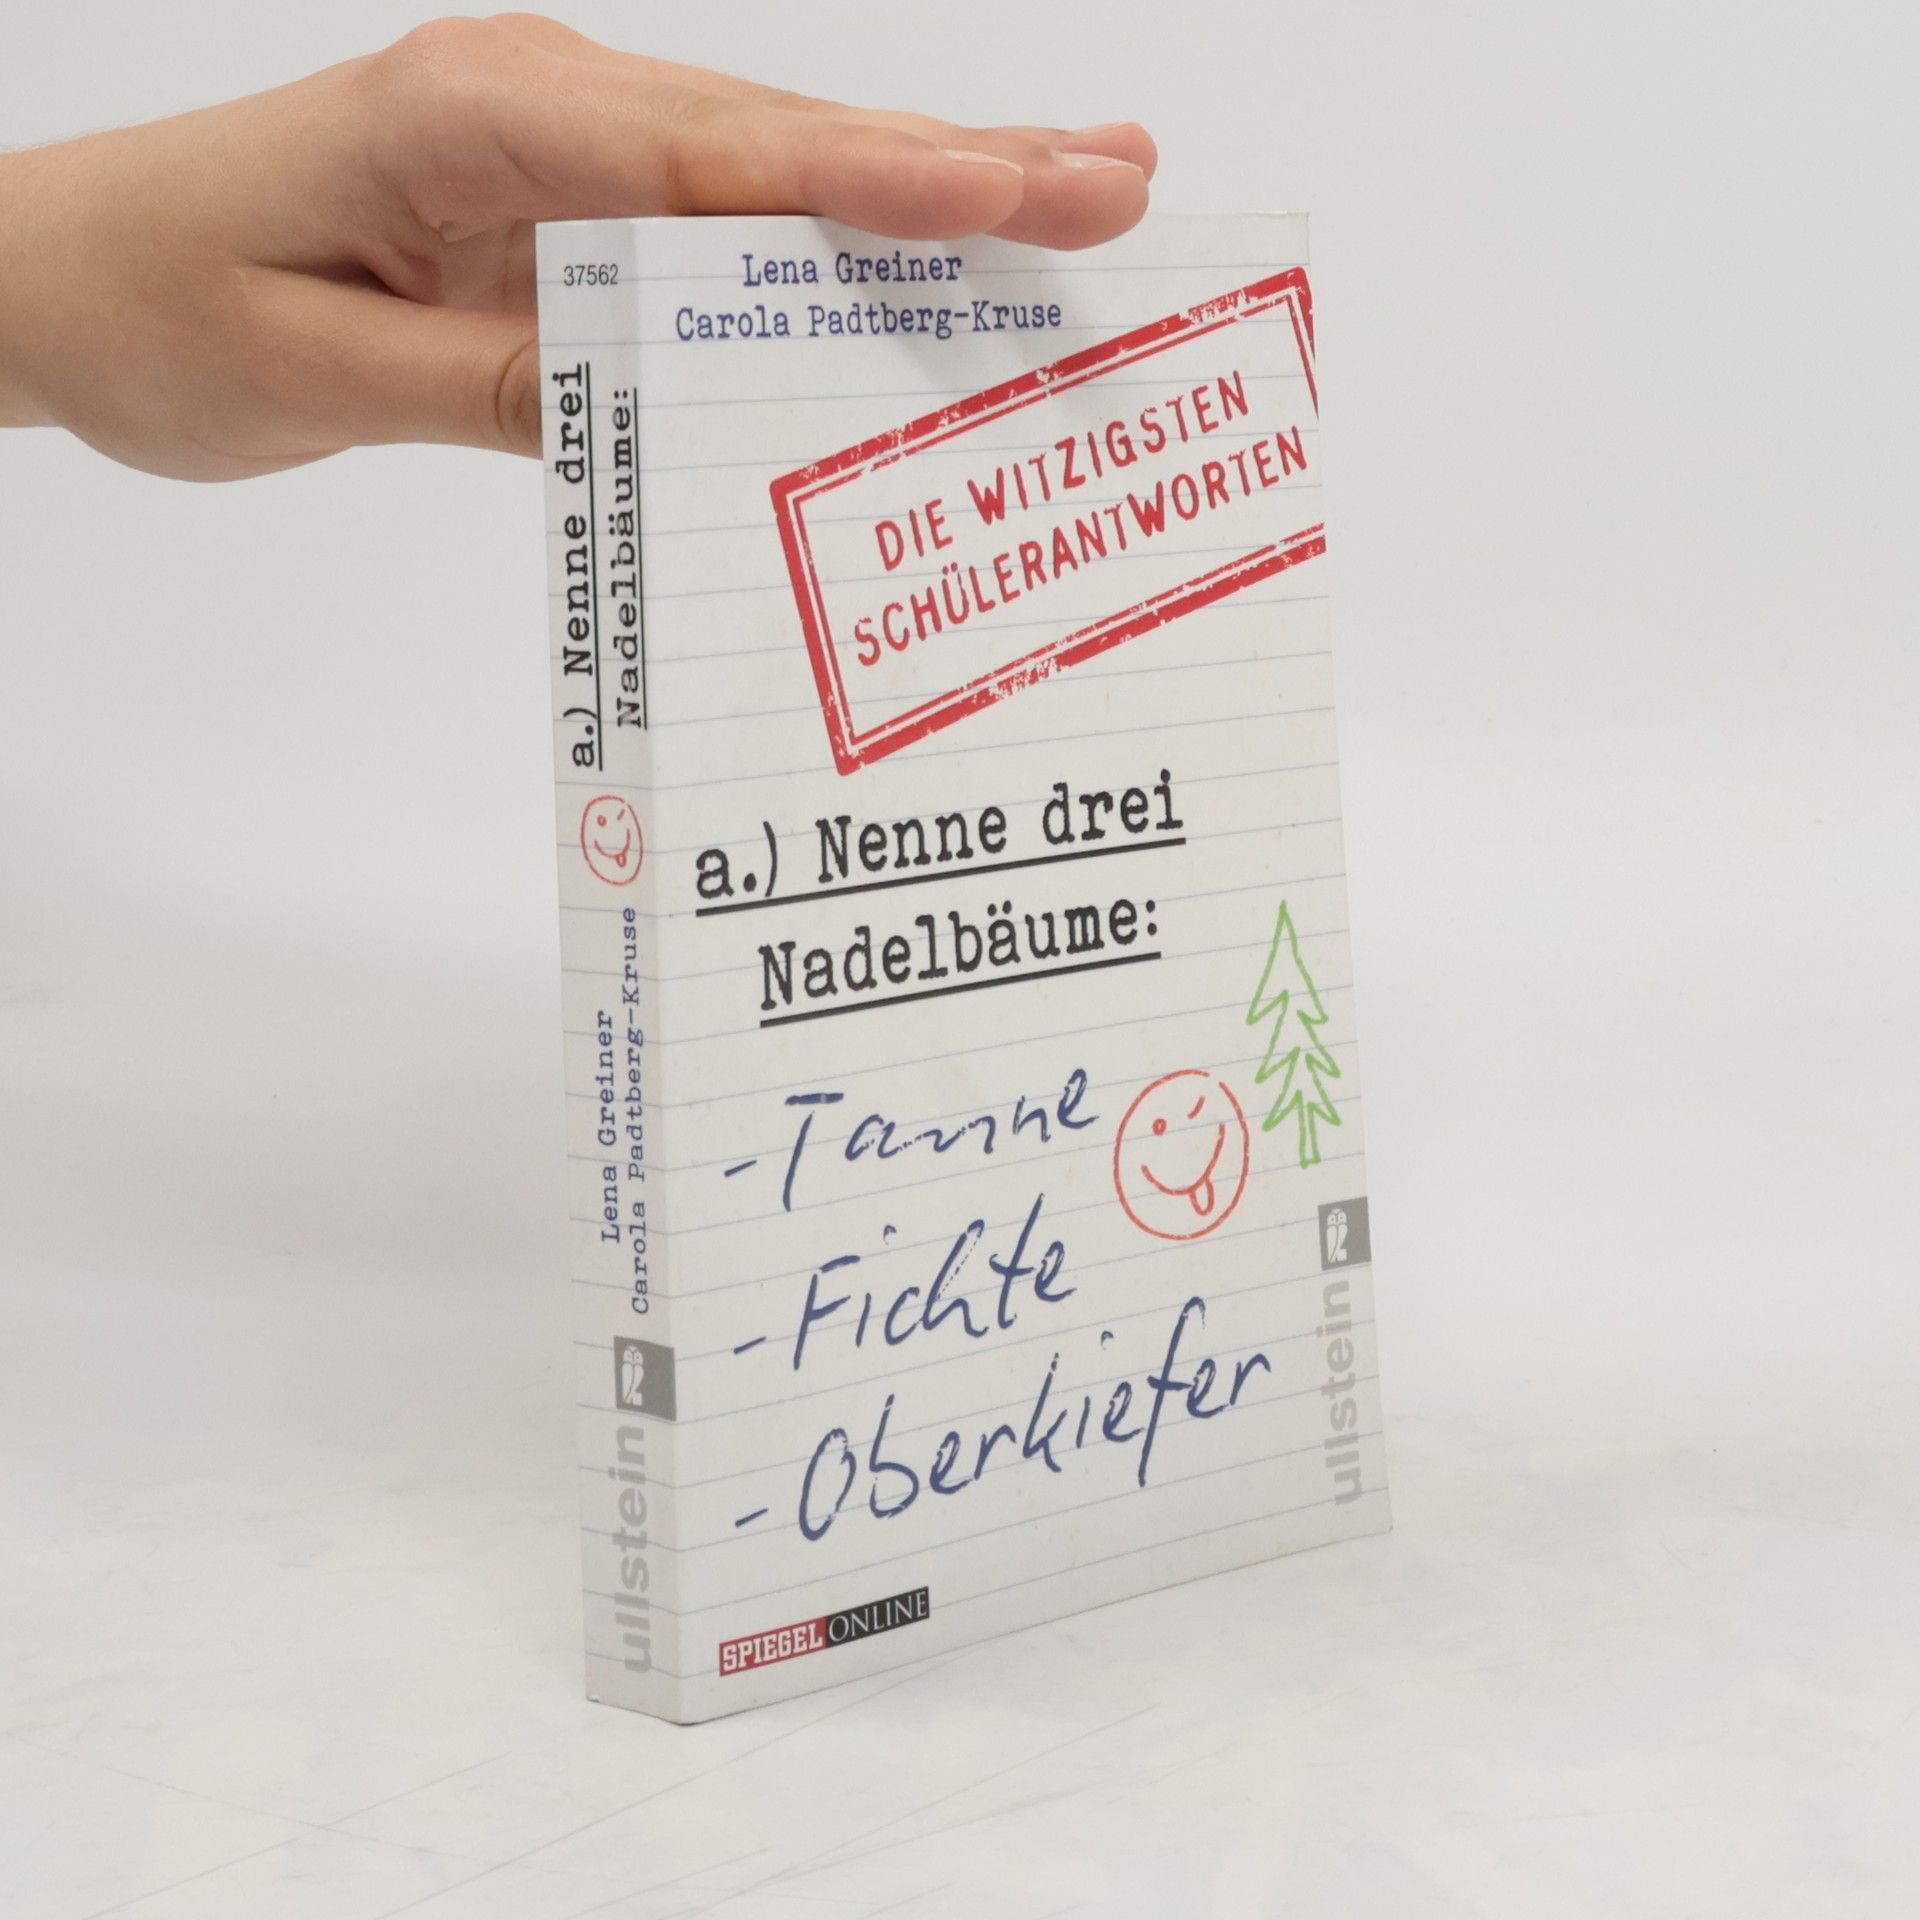 37562
a.) Nenne drei
Nadelbäume:
Lena Greiner
Carola Padtberg-Kruse
ullstein
Lena Greiner
Carola Padtberg-Kruse
DIE WITZIGSTEN
SCHÜLERANTWORTEN
a.) Nenne drei
Nadelbäume:
- Tanne
- Fichte
- Oberkiefer
ullstein
SPIEGEL ONLINE